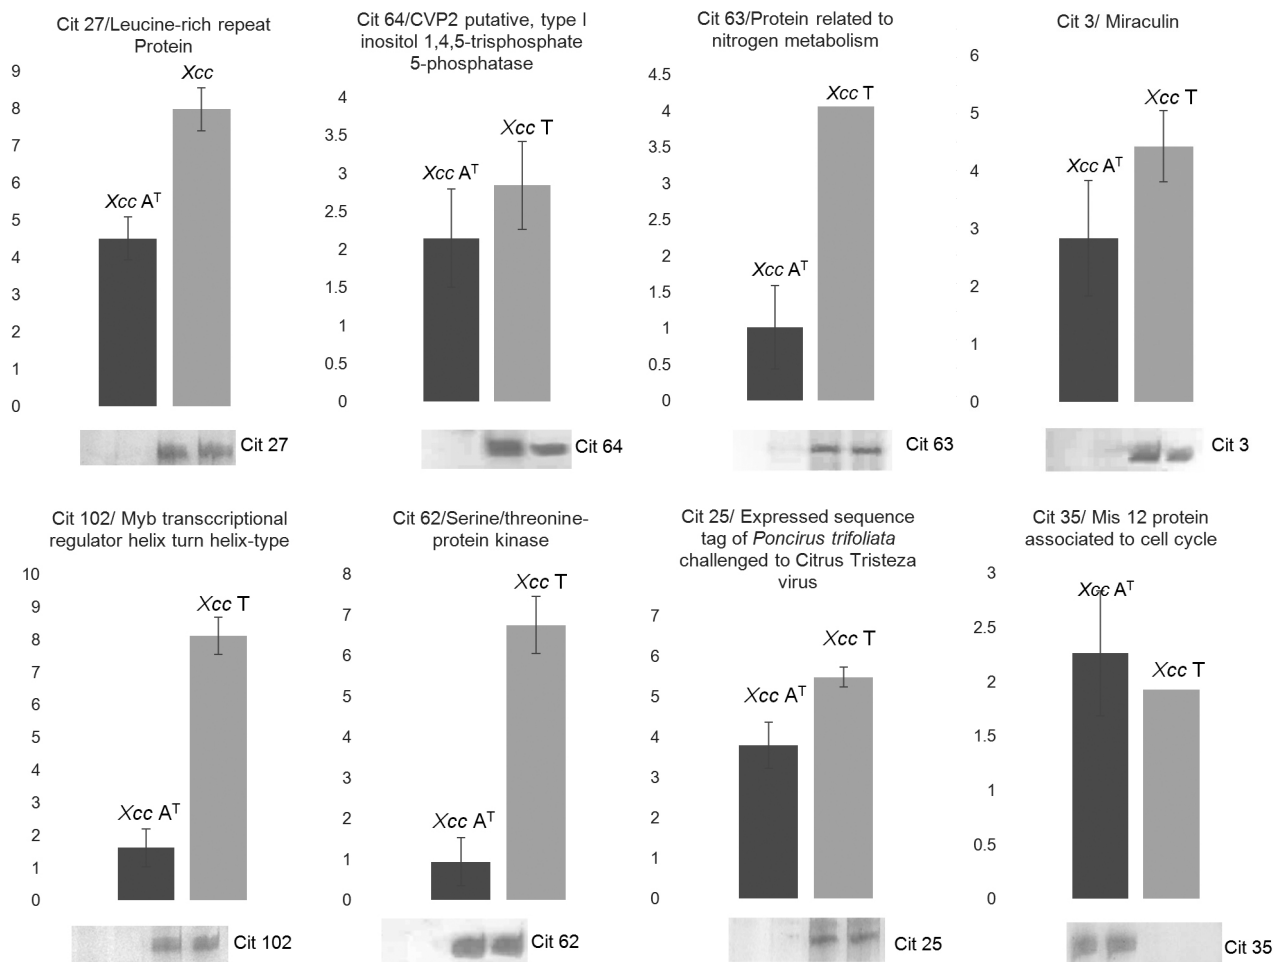 Cit 27/Leucine-rich repeat
Protein
9
8
7
6
5
4
3
2
1
0
Xcc Aᵀ
Xcc
Cit 27
Cit 64/CVP2 putative, type I
inositol 1,4,5-trisphosphate
5-phosphatase
4
3.5
3
2.5
2
1.5
1
0.5
0
Xcc Aᵀ
Xcc T
Cit 64
Cit 63/Protein related to
nitrogen metabolism
4.5
4
3.5
3
2.5
2
1.5
1
0.5
0
Xcc Aᵀ
Xcc T
Cit 63
Cit 3/ Miraculin
6
5
4
3
2
1
0
Xcc Aᵀ
Xcc T
Cit 3
Cit 102/ Myb transccriptional
regulator helix turn helix-type
10
9
8
7
6
5
4
3
2
1
0
Xcc Aᵀ
Xcc T
Cit 102
Cit 62/Serine/threonine-
protein kinase
8
7
6
5
4
3
2
1
0
Xcc Aᵀ
Xcc T
Cit 62
Cit 25/ Expressed sequence
tag of Poncirus trifoliata
challenged to Citrus Tristeza
virus
7
6
5
4
3
2
1
0
Xcc Aᵀ
Xcc T
Cit 25
Cit 35/ Mis 12 protein
associated to cell cycle
3
2.5
2
1.5
1
0.5
0
Xcc Aᵀ
Xcc T
Cit 35